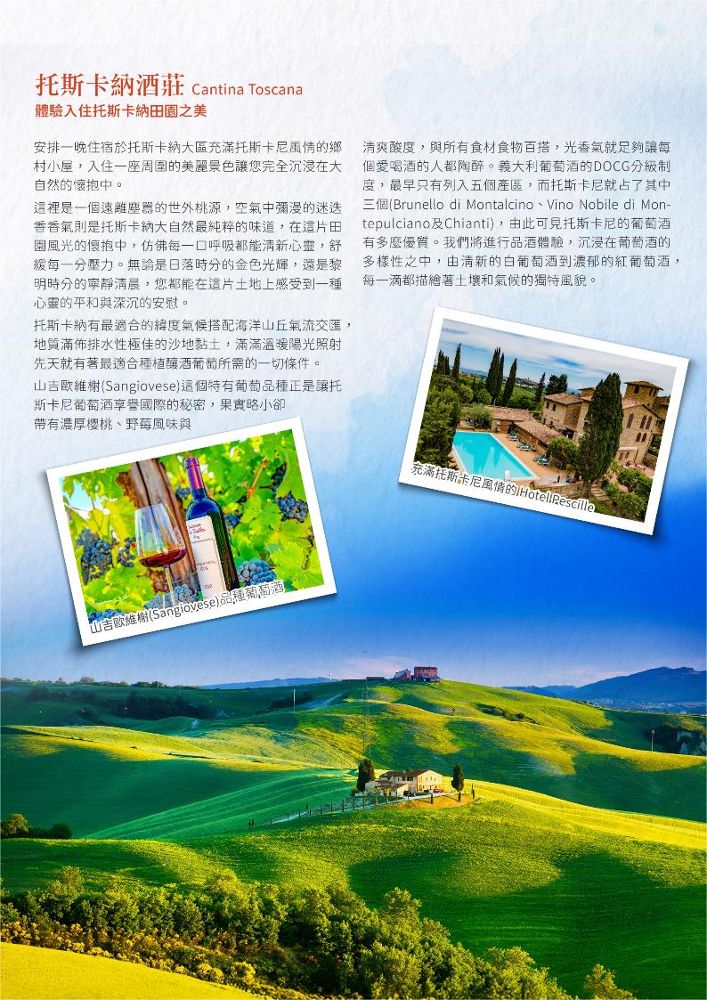 托斯卡納酒莊 Cantina Toscana
體驗入住托斯卡納田園之美
安排一晚住宿於托斯卡納大區充滿托斯卡尼風情的鄉
村小屋，入住一座周圍的美麗景色讓您完全沉浸在大
自然的懷抱中。
這裡是一個遠離塵囂的世外桃源，空氣中彌漫的迷迭
香香氣則是托斯卡納大自然最純粹的味道，在這片田
園風光的懷抱中，仿佛每一口呼吸都能清新心靈，舒
緩每一分壓力。無論是日落時分的金色光輝，還是黎
明時分的寧靜清晨，您都能在這片土地上感受到一種
心靈的平和與深沉的安慰。
托斯卡納有最適合的緯度氣候搭配海洋山丘氣流交匯，
地質滿佈排水性極佳的沙地黏土，滿滿溫暖陽光照射
先天就有著最適合種植釀酒葡萄所需的一切條件。
山吉歐維榭(Sangiovese)這個特有葡萄品種正是讓托
斯卡尼葡萄酒享譽國際的秘密，果實略小卻
帶有濃厚櫻桃、野莓風味與
清爽酸度，與所有食材食物百搭，光香氣就足夠讓每
個愛喝酒的人都陶醉。義大利葡萄酒的DOCG分級制
度，最早只有列入五個產區，而托斯卡尼就占了其中
三個(Brunello di Montalcino、Vino Nobile di Mon-
tepulciano及Chianti)，由此可見托斯卡尼的葡萄酒
有多麼優質。我們將進行品酒體驗，沉浸在葡萄酒的
多樣性之中，由清新的白葡萄酒到濃郁的紅葡萄酒，
每一滴都描繪著土壤和氣候的獨特風貌。
充滿托斯卡尼風情的 Hotel Pescille
山吉歐維榭(Sangiovese)品種葡萄酒